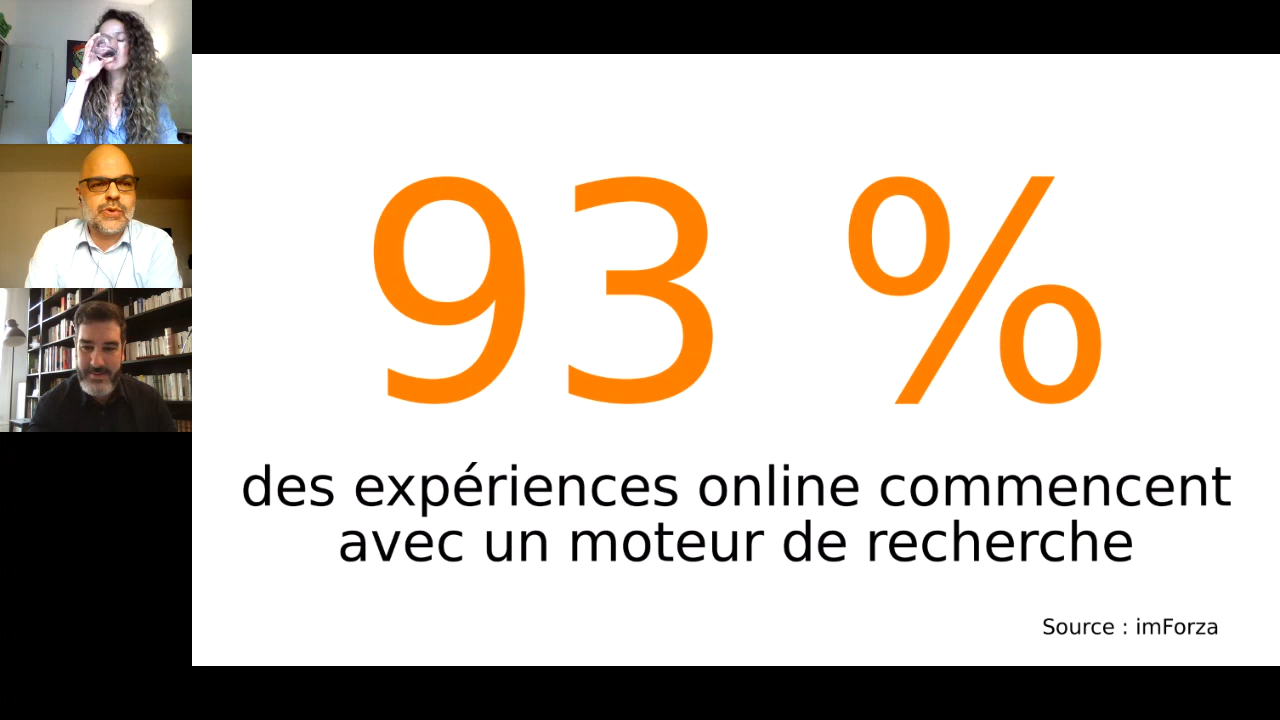 93 %
des expériences online commencent
avec un moteur de recherche
Source : imForza